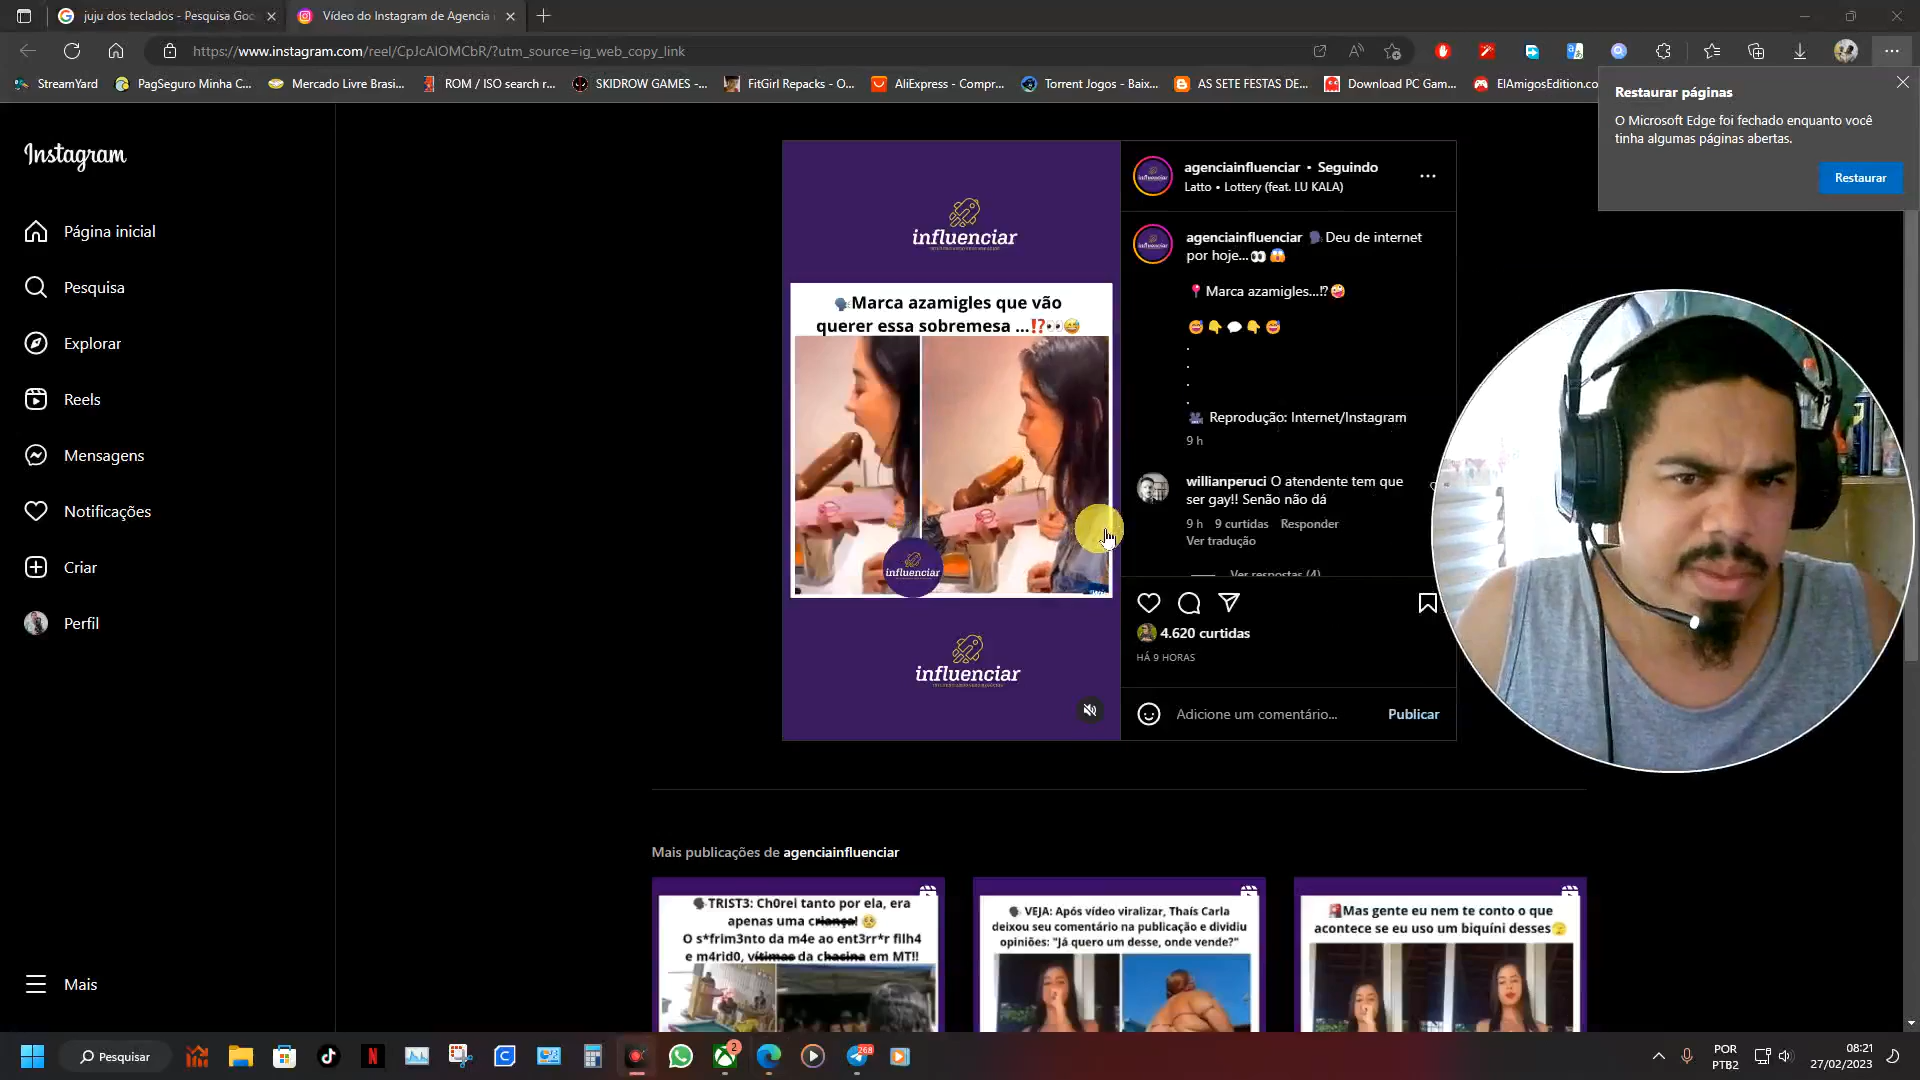 juju dos teclados - Pesquisa Goo
Vídeo do Instagram de Agencia
https://www.instagram.com/reel/CpJcAIOMCbR/?utm_source=ig_web_copy_link
StreamYard
PagSeguro Minha C...
Mercado Livre Brasi...
ROM / ISO search r...
SKIDROW GAMES -...
FitGirl Repacks - O...
AliExpress - Compr...
Torrent Jogos - Baix...
AS SETE FESTAS DE...
Download PC Gam...
ElAmigosEdition.co
Restaurar páginas
O Microsoft Edge foi fechado enquanto você
tinha algumas páginas abertas.
Restaurar
Instagram
Página inicial
Pesquisa
Explorar
Reels
Mensagens
Notificações
Criar
Perfil
Mais
influenciar
🗣Marca azamigles que vão
querer essa sobremesa ...⁉️👀😅
influenciar
influenciar
agenciainfluenciar • Seguindo
Latto • Lottery (feat. LU KALA)
agenciainfluenciar 🗣Deu de internet
por hoje...👀😱
📍Marca azamigles...⁉️🤪
😅👇💬👇😅
.
.
.
.
🎥 Reprodução: Internet/Instagram
9 h
willianperuci O atendente tem que
ser gay!! Senão não dá
9 h 9 curtidas Responder
Ver tradução
Ver respostas (4)
4.620 curtidas
HÁ 9 HORAS
Adicione um comentário...
Publicar
Mais publicações de agenciainfluenciar
🗣TRIST3: Ch0rei tanto por ela, era
apenas uma criança! 🥺
O s*frim3nto da m4e ao ent3rr*r filh4
e m4rid0, vítimas da chacina em MT!!
🗣 VEJA: Após vídeo viralizar, Thaís Carla
deixou seu comentário na publicação e dividiu
opiniões: "Já quero um desse, onde vende?"
🚨Mas gente eu nem te conto o que
acontece se eu uso um biquíni desses🫣
Pesquisar
2
268
POR
PTB2
08:21
27/02/2023